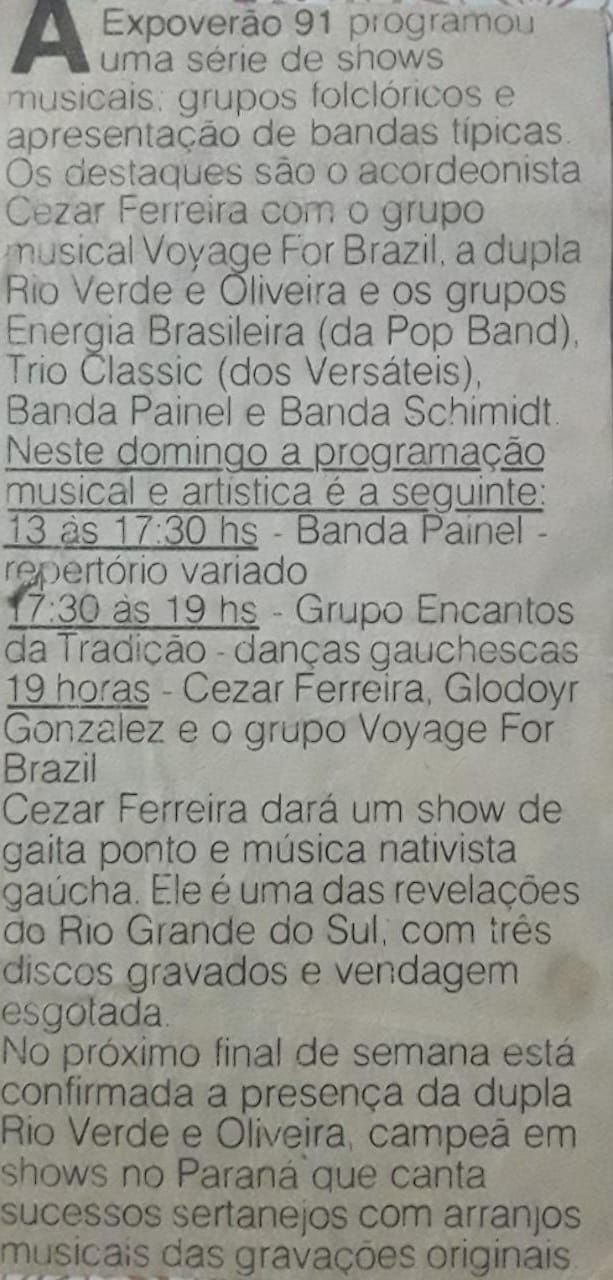 A Expoverão 91 programou
uma série de shows
musicais, grupos folclóricos e
apresentação de bandas típicas.
Os destaques são o acordeonista
Cezar Ferreira com o grupo
musical Voyage For Brazil, a dupla
Rio Verde e Oliveira e os grupos
Energia Brasileira (da Pop Band),
Trio Classic (dos Versáteis),
Banda Painel e Banda Schimidt.
Neste domingo a programação
musical e artística é a seguinte:
13 às 17:30 hs - Banda Painel -
repertório variado
17:30 às 19 hs - Grupo Encantos
da Tradição - danças gauchescas
19 horas - Cezar Ferreira, Glodoyr
Gonzalez e o grupo Voyage For
Brazil
Cezar Ferreira dará um show de
gaita ponto e música nativista
gaúcha. Ele é uma das revelações
do Rio Grande do Sul, com três
discos gravados e vendagem
esgotada.
No próximo final de semana está
confirmada a presença da dupla
Rio Verde e Oliveira, campeã em
shows no Paraná que canta
sucessos sertanejos com arranjos
musicais das gravações originais.